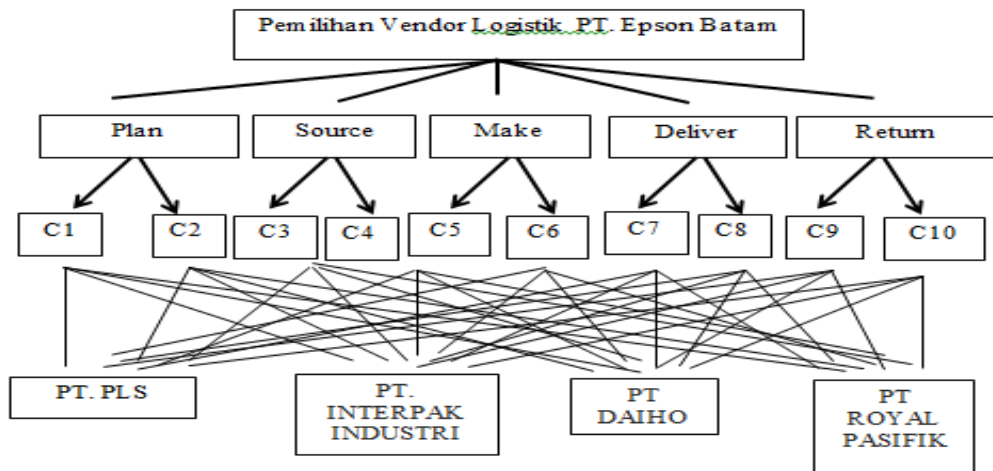 Pemilihan Vendor Logistik PT. Epson Batam
Plan
Source
Make
Deliver
Return
C1
C2
C3
C4
C5
C6
C7
C8
C9
C10
PT. PLS
PT.
INTERPAK
INDUSTRI
PT
DAIHO
PT
ROYAL
PASIFIK